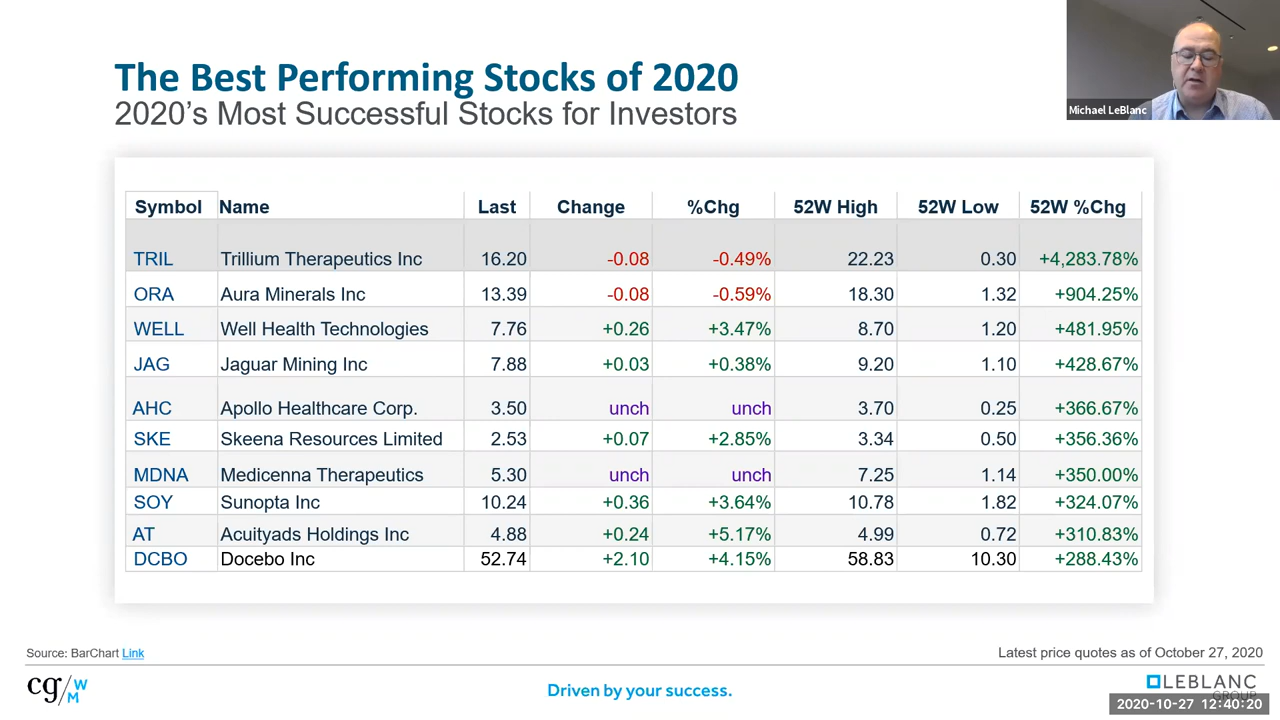 The Best Performing Stocks of 2020
2020's Most Successful Stocks for Investors
Michael LeBlanc
Symbol Name Last Change %Chg 52W High 52W Low 52W %Chg
TRIL Trillium Therapeutics Inc 16.20 -0.08 -0.49% 22.23 0.30 +4,283.78%
ORA Aura Minerals Inc 13.39 -0.08 -0.59% 18.30 1.32 +904.25%
WELL Well Health Technologies 7.76 +0.26 +3.47% 8.70 1.20 +481.95%
JAG Jaguar Mining Inc 7.88 +0.03 +0.38% 9.20 1.10 +428.67%
AHC Apollo Healthcare Corp. 3.50 unch unch 3.70 0.25 +366.67%
SKE Skeena Resources Limited 2.53 +0.07 +2.85% 3.34 0.50 +356.36%
MDNA Medicenna Therapeutics 5.30 unch unch 7.25 1.14 +350.00%
SOY Sunopta Inc 10.24 +0.36 +3.64% 10.78 1.82 +324.07%
AT Acuityads Holdings Inc 4.88 +0.24 +5.17% 4.99 0.72 +310.83%
DCBO Docebo Inc 52.74 +2.10 +4.15% 58.83 10.30 +288.43%
Source: BarChart Link
Latest price quotes as of October 27, 2020
cg/WM
Driven by your success.
LEBLANC
GROUP
2020-10-27 12:40:20